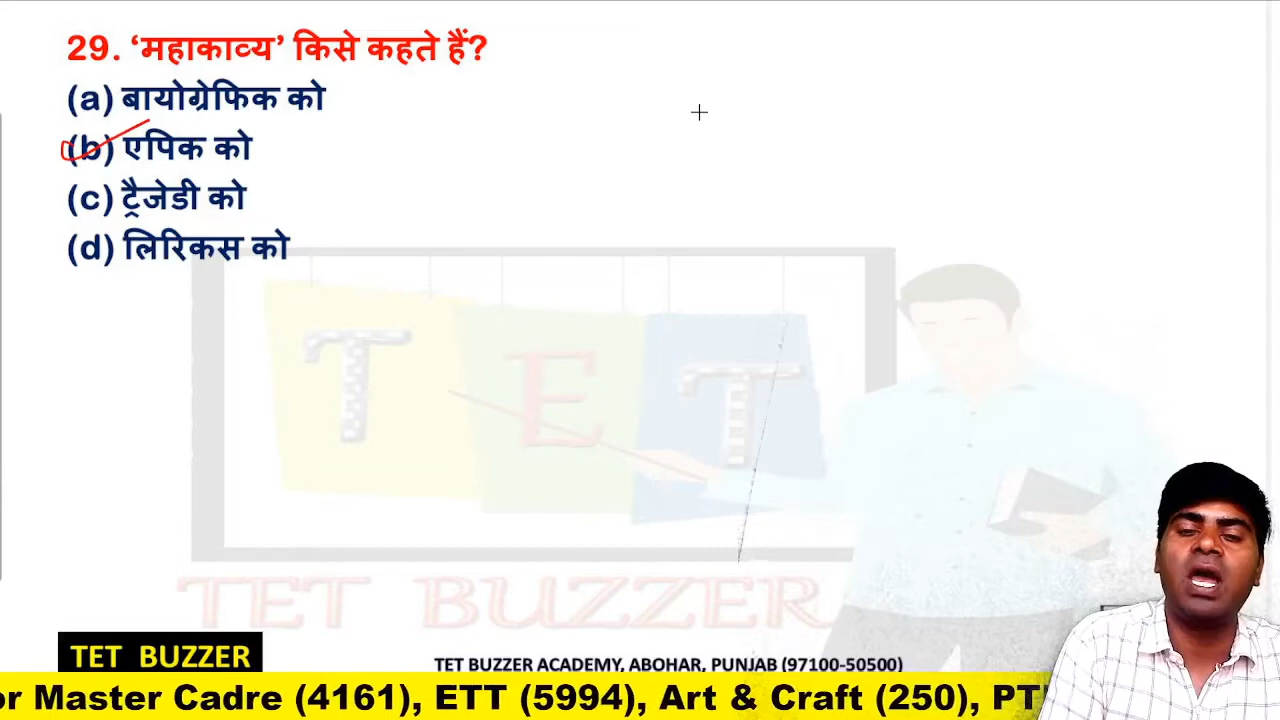 29. ‘महाकाव्य’ किसे कहते हैं?
(a) बायोग्रेफिक को
(b) एपिक को
(c) ट्रैजेडी को
(d) लिरिकस को
T E T
TET BUZZER
TET BUZZER
TET BUZZER ACADEMY, ABOHAR, PUNJAB (97100-50500)
or Master Cadre (4161), ETT (5994), Art & Craft (250), PT